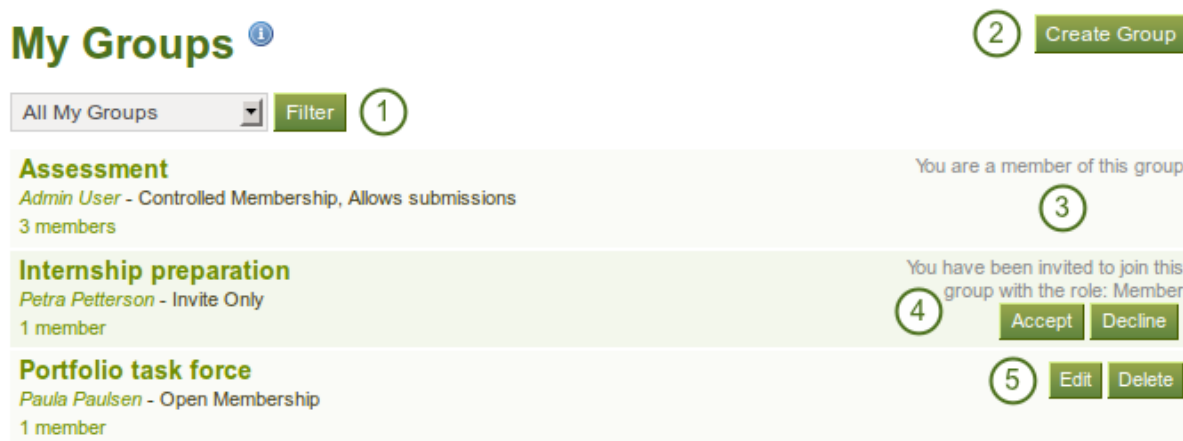 My Groups i
2 Create Group
All My Groups Filter 1
Assessment
Admin User - Controlled Membership, Allows submissions
3 members
You are a member of this group
3
Internship preparation
Petra Petterson - Invite Only
1 member
You have been invited to join this
group with the role: Member
4 Accept Decline
Portfolio task force
Paula Paulsen - Open Membership
1 member
5 Edit Delete